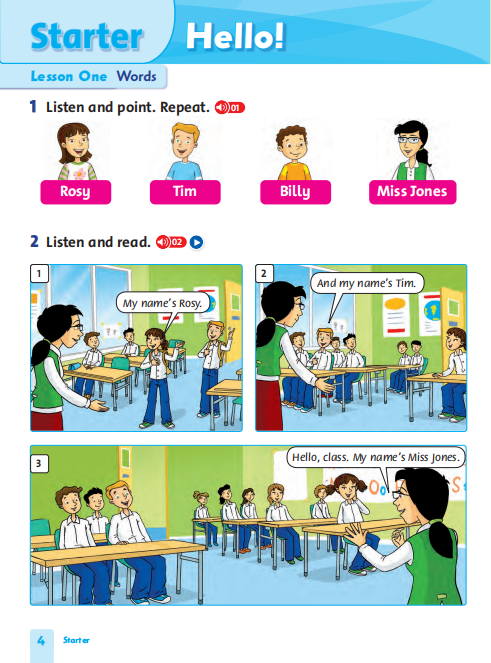 Starter Hello!
Lesson One Words
1 Listen and point. Repeat. 01
Rosy Tim Billy Miss Jones
2 Listen and read. 02
1
My name's Rosy.
2
And my name's Tim.
3
Hello, class. My name's Miss Jones.
4 Starter